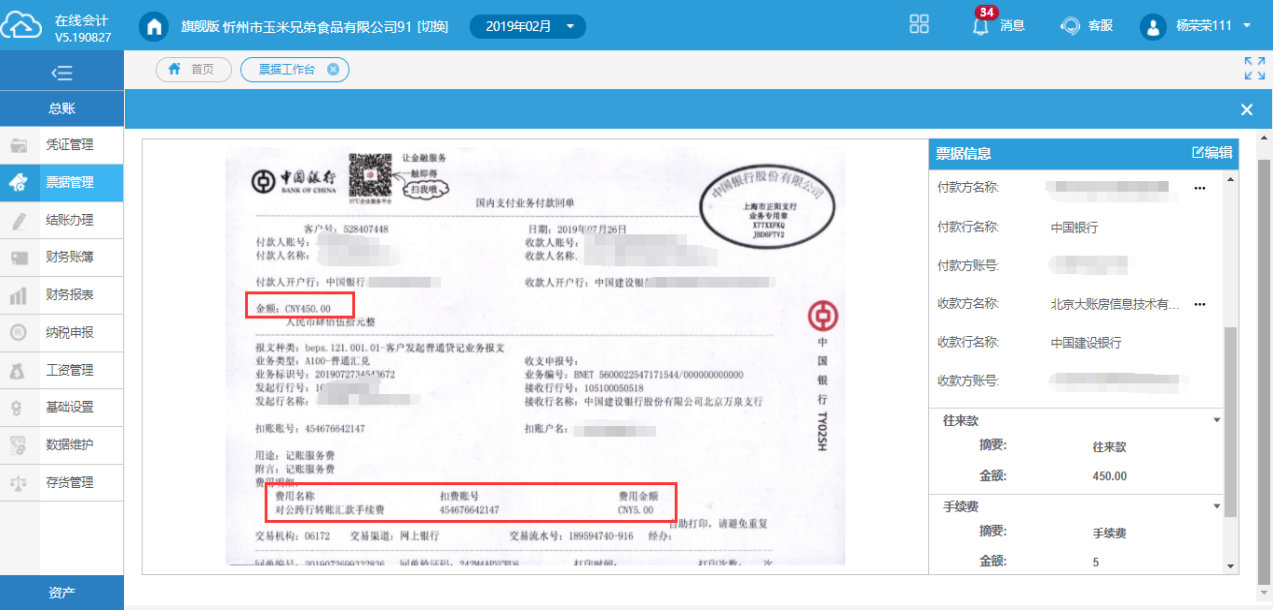 在线会计
V5.190827
旗舰版 忻州市玉米兄弟食品有限公司91 [切换]
2019年02月
34
消息
客服
杨荣荣111
首页
票据工作台
总账
凭证管理
票据管理
结账办理
财务账簿
财务报表
纳税申报
工资管理
基础设置
数据维护
存货管理
资产
中国银行
BANK OF CHINA
让金融服务
一触即得
扫我哦
国内支付业务付款回单
中国银行股份有限公司
上海市正阳支行
业务专用章
X77XXFKQ
JBD6PTV2
客户号: 528407448
日期: 2019年07月26日
付款人账号:
收款人账号:
付款人名称:
收款人名称.
付款人开户行: 中国银行
收款人开户行: 中国建设银
金额: CNY450.00
人民币肆佰伍拾元整
报文种类: beps.121.001.01-客户发起普通贷记业务报文
业务类型: A100-普通汇兑
收支申报号:
业务标识号: 2019072734543672
业务编号: BNET 5600022547171544/000000000000
发起行行号: 1
接收行行号: 105100050518
发起行名称:
接收行名称: 中国建设银行股份有限公司北京万泉支行
扣账账号: 454676642147
扣账户名:
用途: 记账服务费
附言: 记账服务费
费用明细:
费用名称 扣费账号 费用金额
对公跨行转账汇款手续费 454676642147 CNY5.00
自助打印, 请避免重复
交易机构: 06172 交易渠道: 网上银行 交易流水号: 189594740-916 经办:
中国银行 TY02SH
票据信息
编辑
付款方名称:
付款行名称: 中国银行
付款方账号:
收款方名称: 北京大账房信息技术有...
收款行名称: 中国建设银行
收款方账号:
往来款
摘要: 往来款
金额: 450.00
手续费
摘要: 手续费
金额: 5